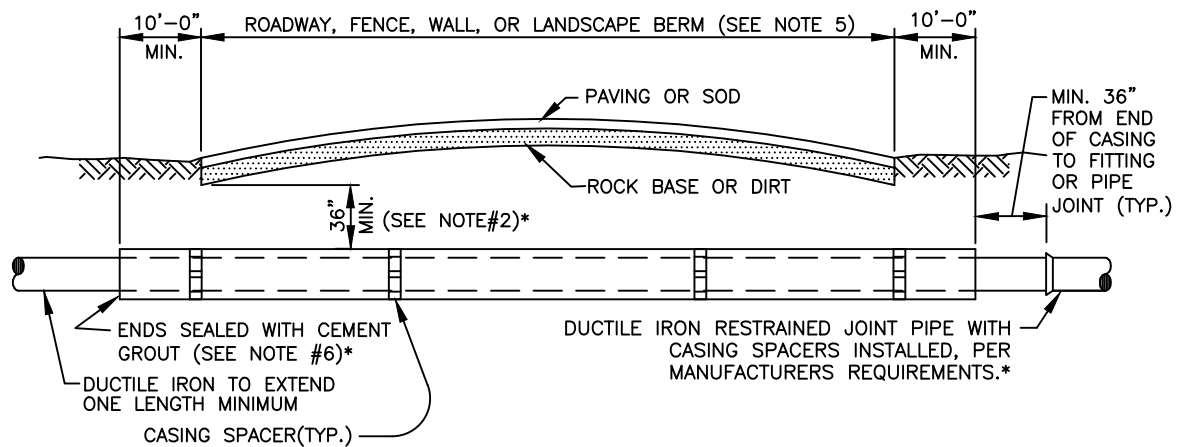 10'-0"
MIN.
ROADWAY, FENCE, WALL, OR LANDSCAPE BERM (SEE NOTE 5)
10'-0"
MIN.
PAVING OR SOD
MIN. 36"
FROM END
OF CASING
TO FITTING
OR PIPE
JOINT (TYP.)
ROCK BASE OR DIRT
36"
MIN.
(SEE NOTE#2)*
ENDS SEALED WITH CEMENT
GROUT (SEE NOTE #6)*
DUCTILE IRON TO EXTEND
ONE LENGTH MINIMUM
CASING SPACER(TYP.)
DUCTILE IRON RESTRAINED JOINT PIPE WITH
CASING SPACERS INSTALLED, PER
MANUFACTURERS REQUIREMENTS.*